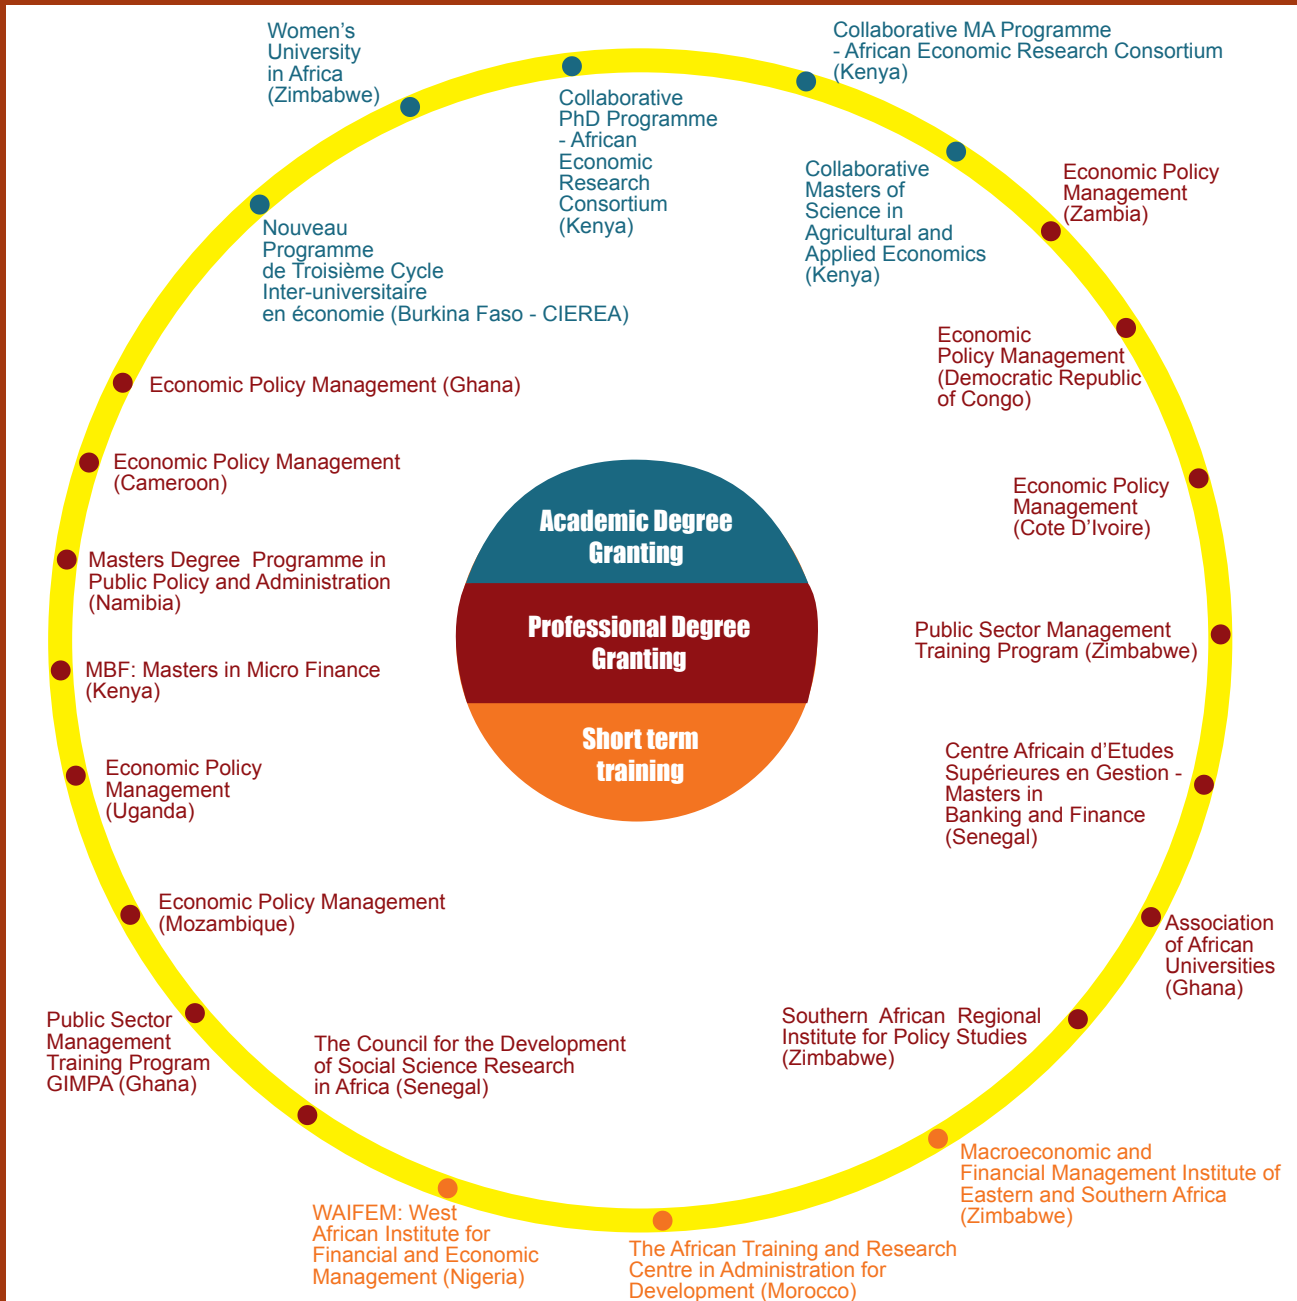 Women's
University
in Africa
(Zimbabwe)
Collaborative
PhD Programme
- African
Economic
Research
Consortium
(Kenya)
Collaborative MA Programme
- African Economic Research Consortium
(Kenya)
Collaborative
Masters of
Science in
Agricultural and
Applied Economics
(Kenya)
Economic Policy
Management
(Zambia)
Nouveau
Programme
de Troisième Cycle
Inter-universitaire
en économie (Burkina Faso - CIEREA)
Economic
Policy Management
(Democratic Republic
of Congo)
Economic Policy Management (Ghana)
Economic Policy Management
(Cameroon)
Economic Policy
Management
(Cote D'Ivoire)
Masters Degree  Programme in
Public Policy and Administration
(Namibia)
Academic Degree
Granting
Professional Degree
Granting
Short term
training
Public Sector Management
Training Program (Zimbabwe)
MBF: Masters in Micro Finance
(Kenya)
Economic Policy
Management
(Uganda)
Centre Africain d'Etudes
Supérieures en Gestion -
Masters in
Banking and Finance
(Senegal)
Economic Policy Management
(Mozambique)
Association
of African
Universities
(Ghana)
Public Sector
Management
Training Program
GIMPA (Ghana)
The Council for the Development
of Social Science Research
in Africa (Senegal)
Southern  African  Regional
Institute for Policy Studies
(Zimbabwe)
WAIFEM: West
African Institute for
Financial and Economic
Management (Nigeria)
The African Training and Research
Centre in Administration for
Development (Morocco)
Macroeconomic and
Financial Management Institute of
Eastern and Southern Africa
(Zimbabwe)